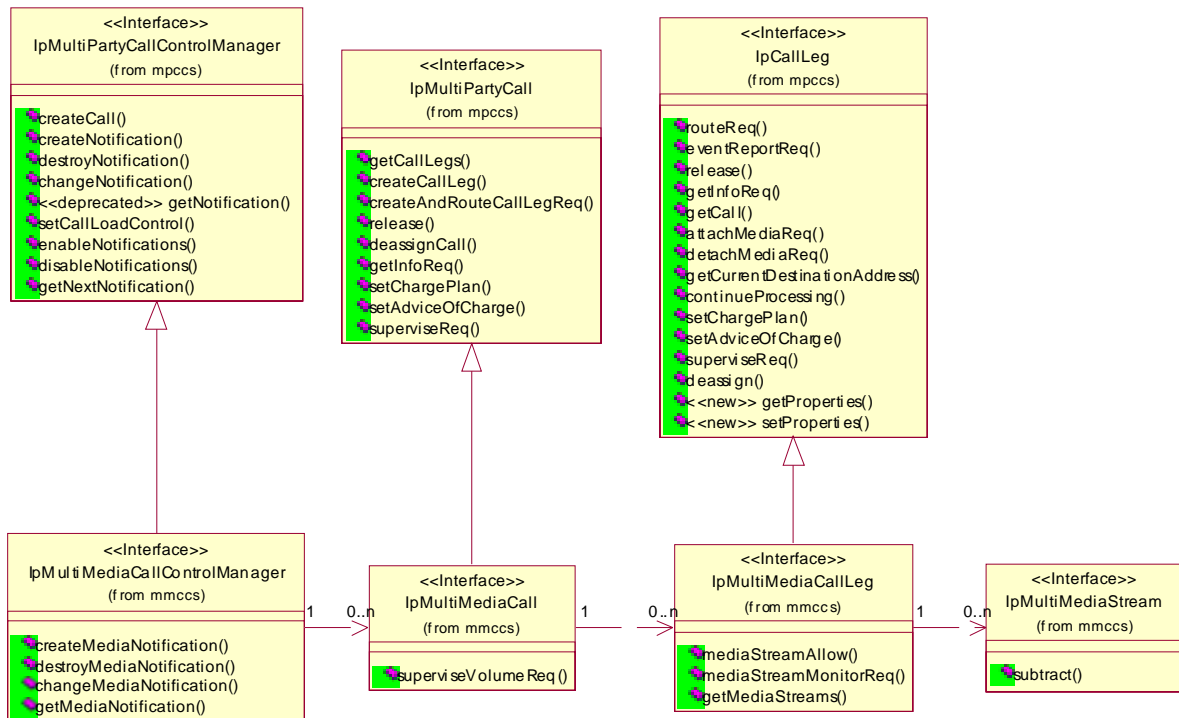 <<Interface>>
IpMultiPartyCallControlManager
(from mpccs)
createCall()
createNotification()
destroyNotification()
changeNotification()
<<deprecated>> getNotification()
setCallLoadControl()
enableNotifications()
disableNotifications()
getNextNotification()
<<Interface>>
IpMultiPartyCall
(from mpccs)
getCallLegs()
createCallLeg()
createAndRouteCallLegReq()
release()
deassignCall()
getInfoReq()
setChargePlan()
setAdviceOfCharge()
superviseReq()
<<Interface>>
IpCallLeg
(from mpccs)
routeReq()
eventReportReq()
release()
getInfoReq()
getCall()
attachMediaReq()
detachMediaReq()
getCurrentDestinationAddress()
continueProcessing()
setChargePlan()
setAdviceOfCharge()
superviseReq()
deassign()
<<new>> getProperties()
<<new>> setProperties()
<<Interface>>
IpMultiMediaCallControlManager
(from mmccs)
createMediaNotification()
destroyMediaNotification()
changeMediaNotification()
getMediaNotification()
1
0..n
<<Interface>>
IpMultiMediaCall
(from mmccs)
superviseVolumeReq()
1
0..n
<<Interface>>
IpMultiMediaCallLeg
(from mmccs)
mediaStreamAllow()
mediaStreamMonitorReq()
getMediaStreams()
1
0..n
<<Interface>>
IpMultiMediaStream
(from mmccs)
subtract()